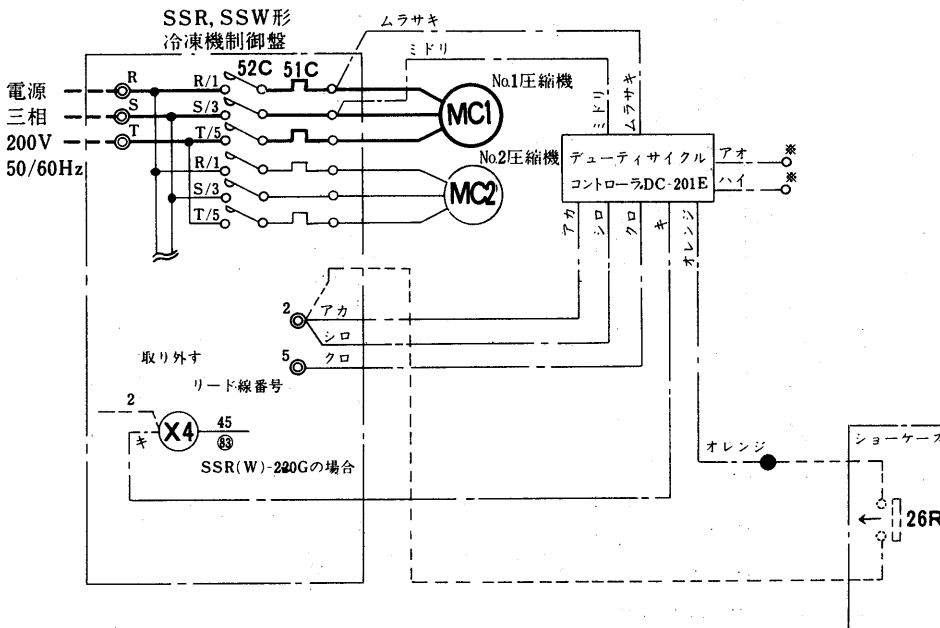 SSR, SSW形
冷凍機制御盤
ムラサキ
ミドリ
電源
三相
200V
50/60Hz
R
S
T
R/1
52C
51C
S/3
T/5
R/1
S/3
T/5
No.1圧縮機
MC1
No.2圧縮機
MC2
ミドリ
ムラサキ
デューティサイクル
コントローラDC-201E
アオ
※
ハイ
※
アカ
シロ
クロ
キ
オレンジ
2
アカ
シロ
5
クロ
取り外す
リード線番号
2
キ
X4
45
83
SSR(W)-220Gの場合
オレンジ
ショーケース
26R